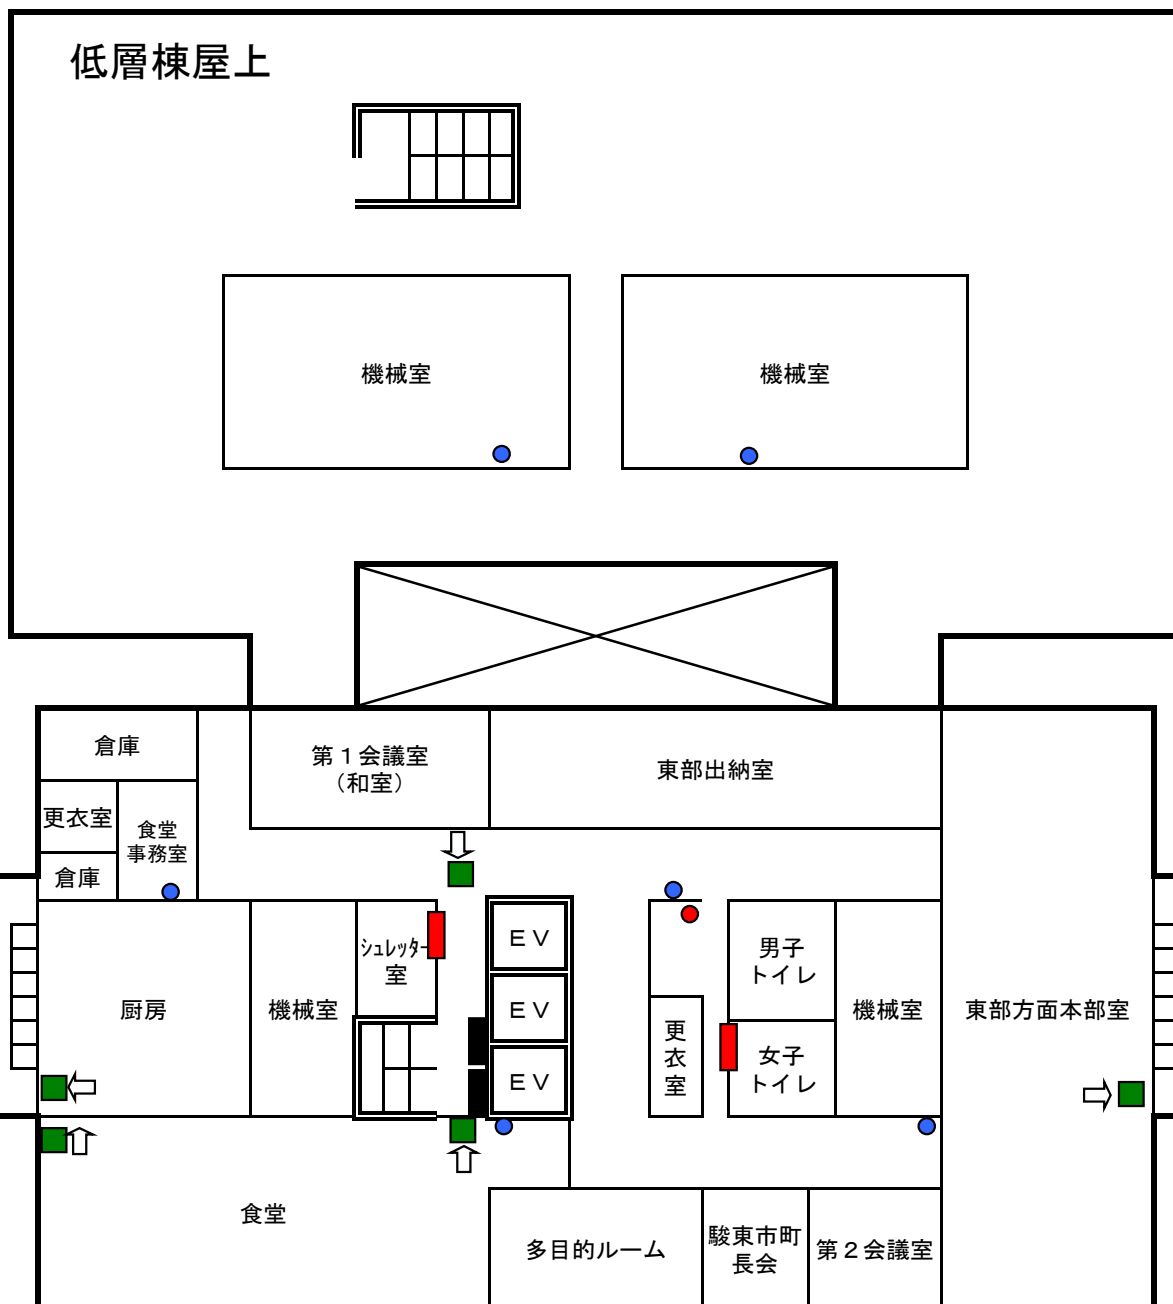 低層棟屋上
機械室
機械室
倉庫
第１会議室
（和室）
東部出納室
更衣室
食堂
事務室
倉庫
ｼｭﾚｯﾀｰ
室
ＥＶ
男子
トイレ
厨房
機械室
ＥＶ
更
衣
室
女子
トイレ
機械室
東部方面本部室
ＥＶ
食堂
多目的ルーム
駿東市町
長会
第２会議室